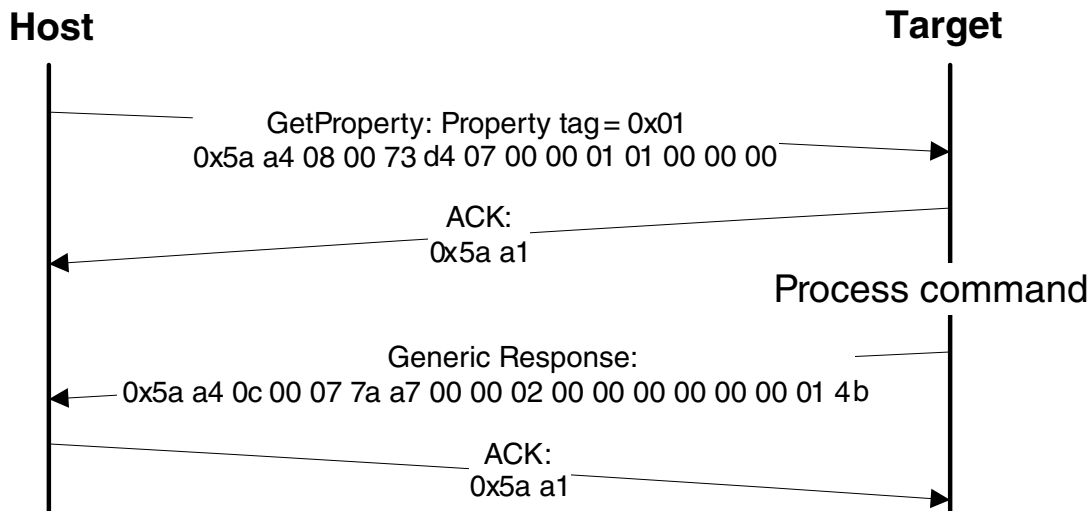 Host
Target
GetProperty: Property tag = 0x01
0x5a a4 08 00 73 d4 07 00 00 01 01 00 00 00
ACK:
0x5a a1
Process command
Generic Response:
0x5a a4 0c 00 07 7a a7 00 00 02 00 00 00 00 00 00 01 4b
ACK:
0x5a a1